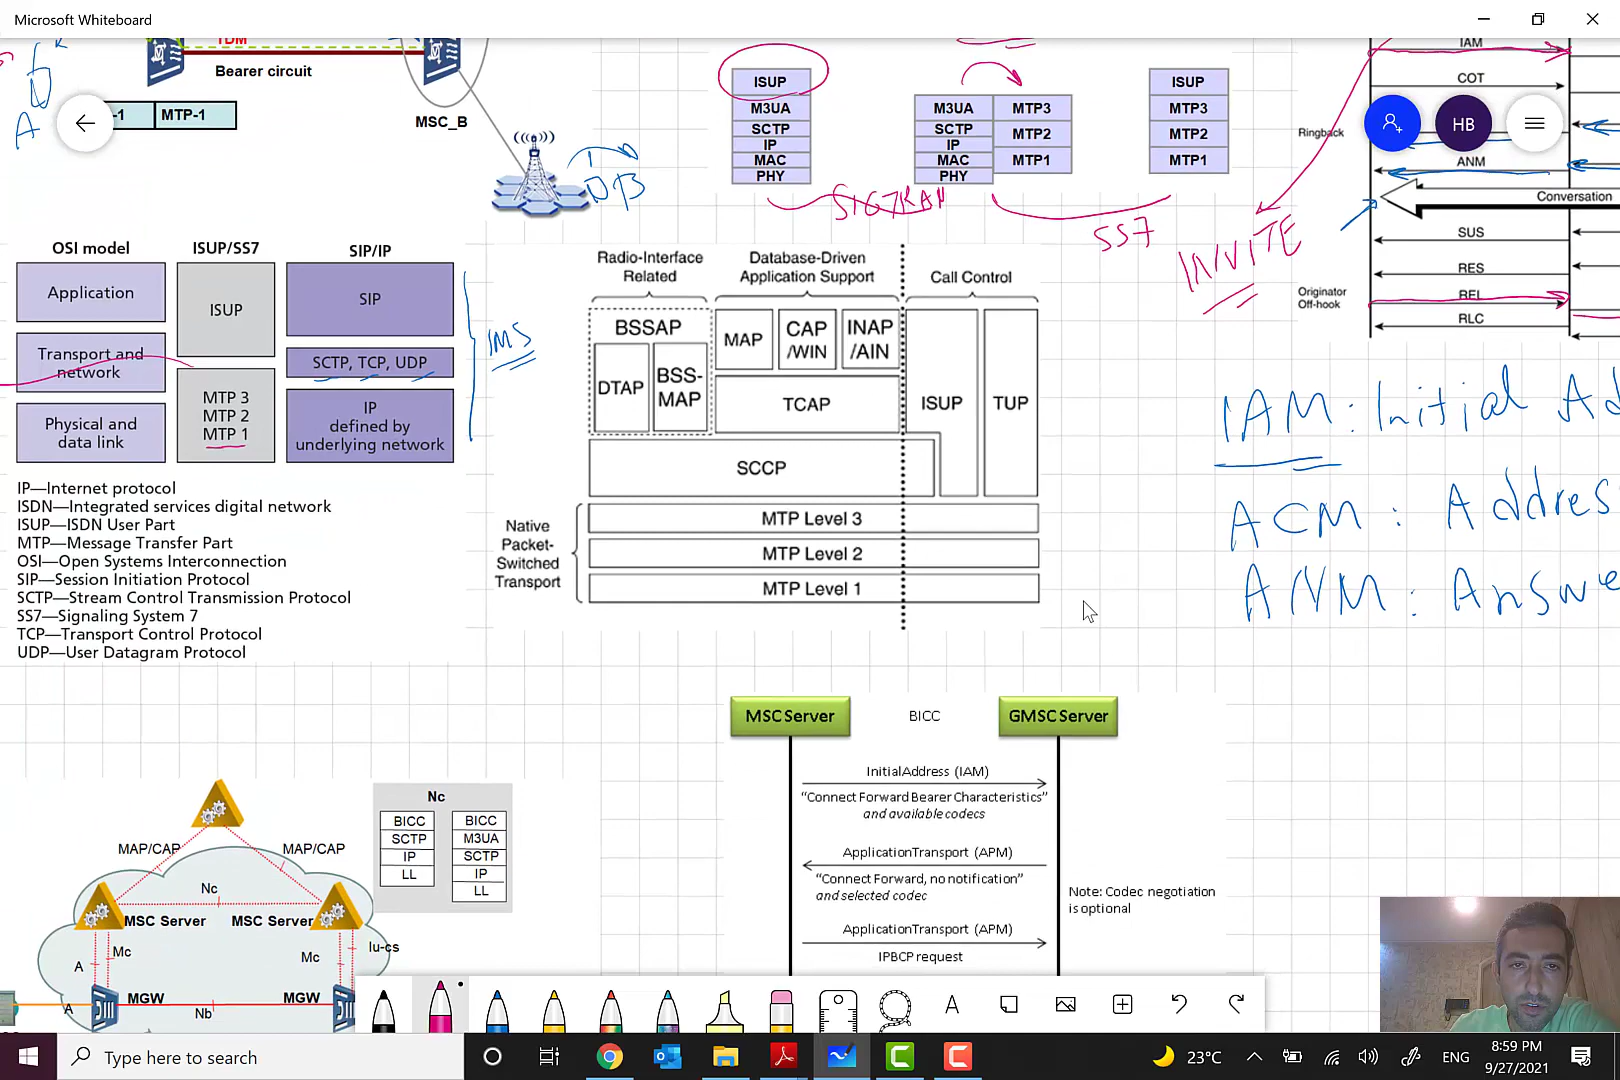 Microsoft Whiteboard
TDM
Bearer circuit
A
-1
MTP-1
MSC_B
B
ISUP
M3UA
SCTP
IP
MAC
PHY
M3UA
SCTP
IP
MAC
PHY
MTP3
MTP2
MTP1
ISUP
MTP3
MTP2
MTP1
SIGTRAN
SS7
INVITE
IAM
COT
Ringback
HB
ANM
Conversation
SUS
RES
Originator
Off-hook
REL
RLC
OSI model
ISUP/SS7
SIP/IP
Application
Transport and
network
Physical and
data link
ISUP
MTP 3
MTP 2
MTP 1
SIP
SCTP, TCP, UDP
IP
defined by
underlying network
IMS
IP—Internet protocol
ISDN—Integrated services digital network
ISUP—ISDN User Part
MTP—Message Transfer Part
OSI—Open Systems Interconnection
SIP—Session Initiation Protocol
SCTP—Stream Control Transmission Protocol
SS7—Signaling System 7
TCP—Transport Control Protocol
UDP—User Datagram Protocol
Radio-Interface
Related
Database-Driven
Application Support
Call Control
BSSAP
DTAP
BSS-
MAP
MAP
CAP
/WIN
INAP
/AIN
TCAP
ISUP
TUP
SCCP
Native
Packet-
Switched
Transport
MTP Level 3
MTP Level 2
MTP Level 1
IAM : Initial Ad
ACM : Addres
ANM : Answe
MSC Server
BICC
GMSC Server
InitialAddress (IAM)
“Connect Forward Bearer Characteristics”
and available codecs
ApplicationTransport (APM)
“Connect Forward, no notification”
and selected codec
Note: Codec negotiation
is optional
ApplicationTransport (APM)
IPBCP request
Nc
BICC
SCTP
IP
LL
BICC
M3UA
SCTP
IP
LL
MAP/CAP
MAP/CAP
Nc
MSC Server
MSC Server
Mc
Mc
Iu-cs
A
A
MGW
MGW
Nb
A
Type here to search
23°C
ENG
8:59 PM
9/27/2021